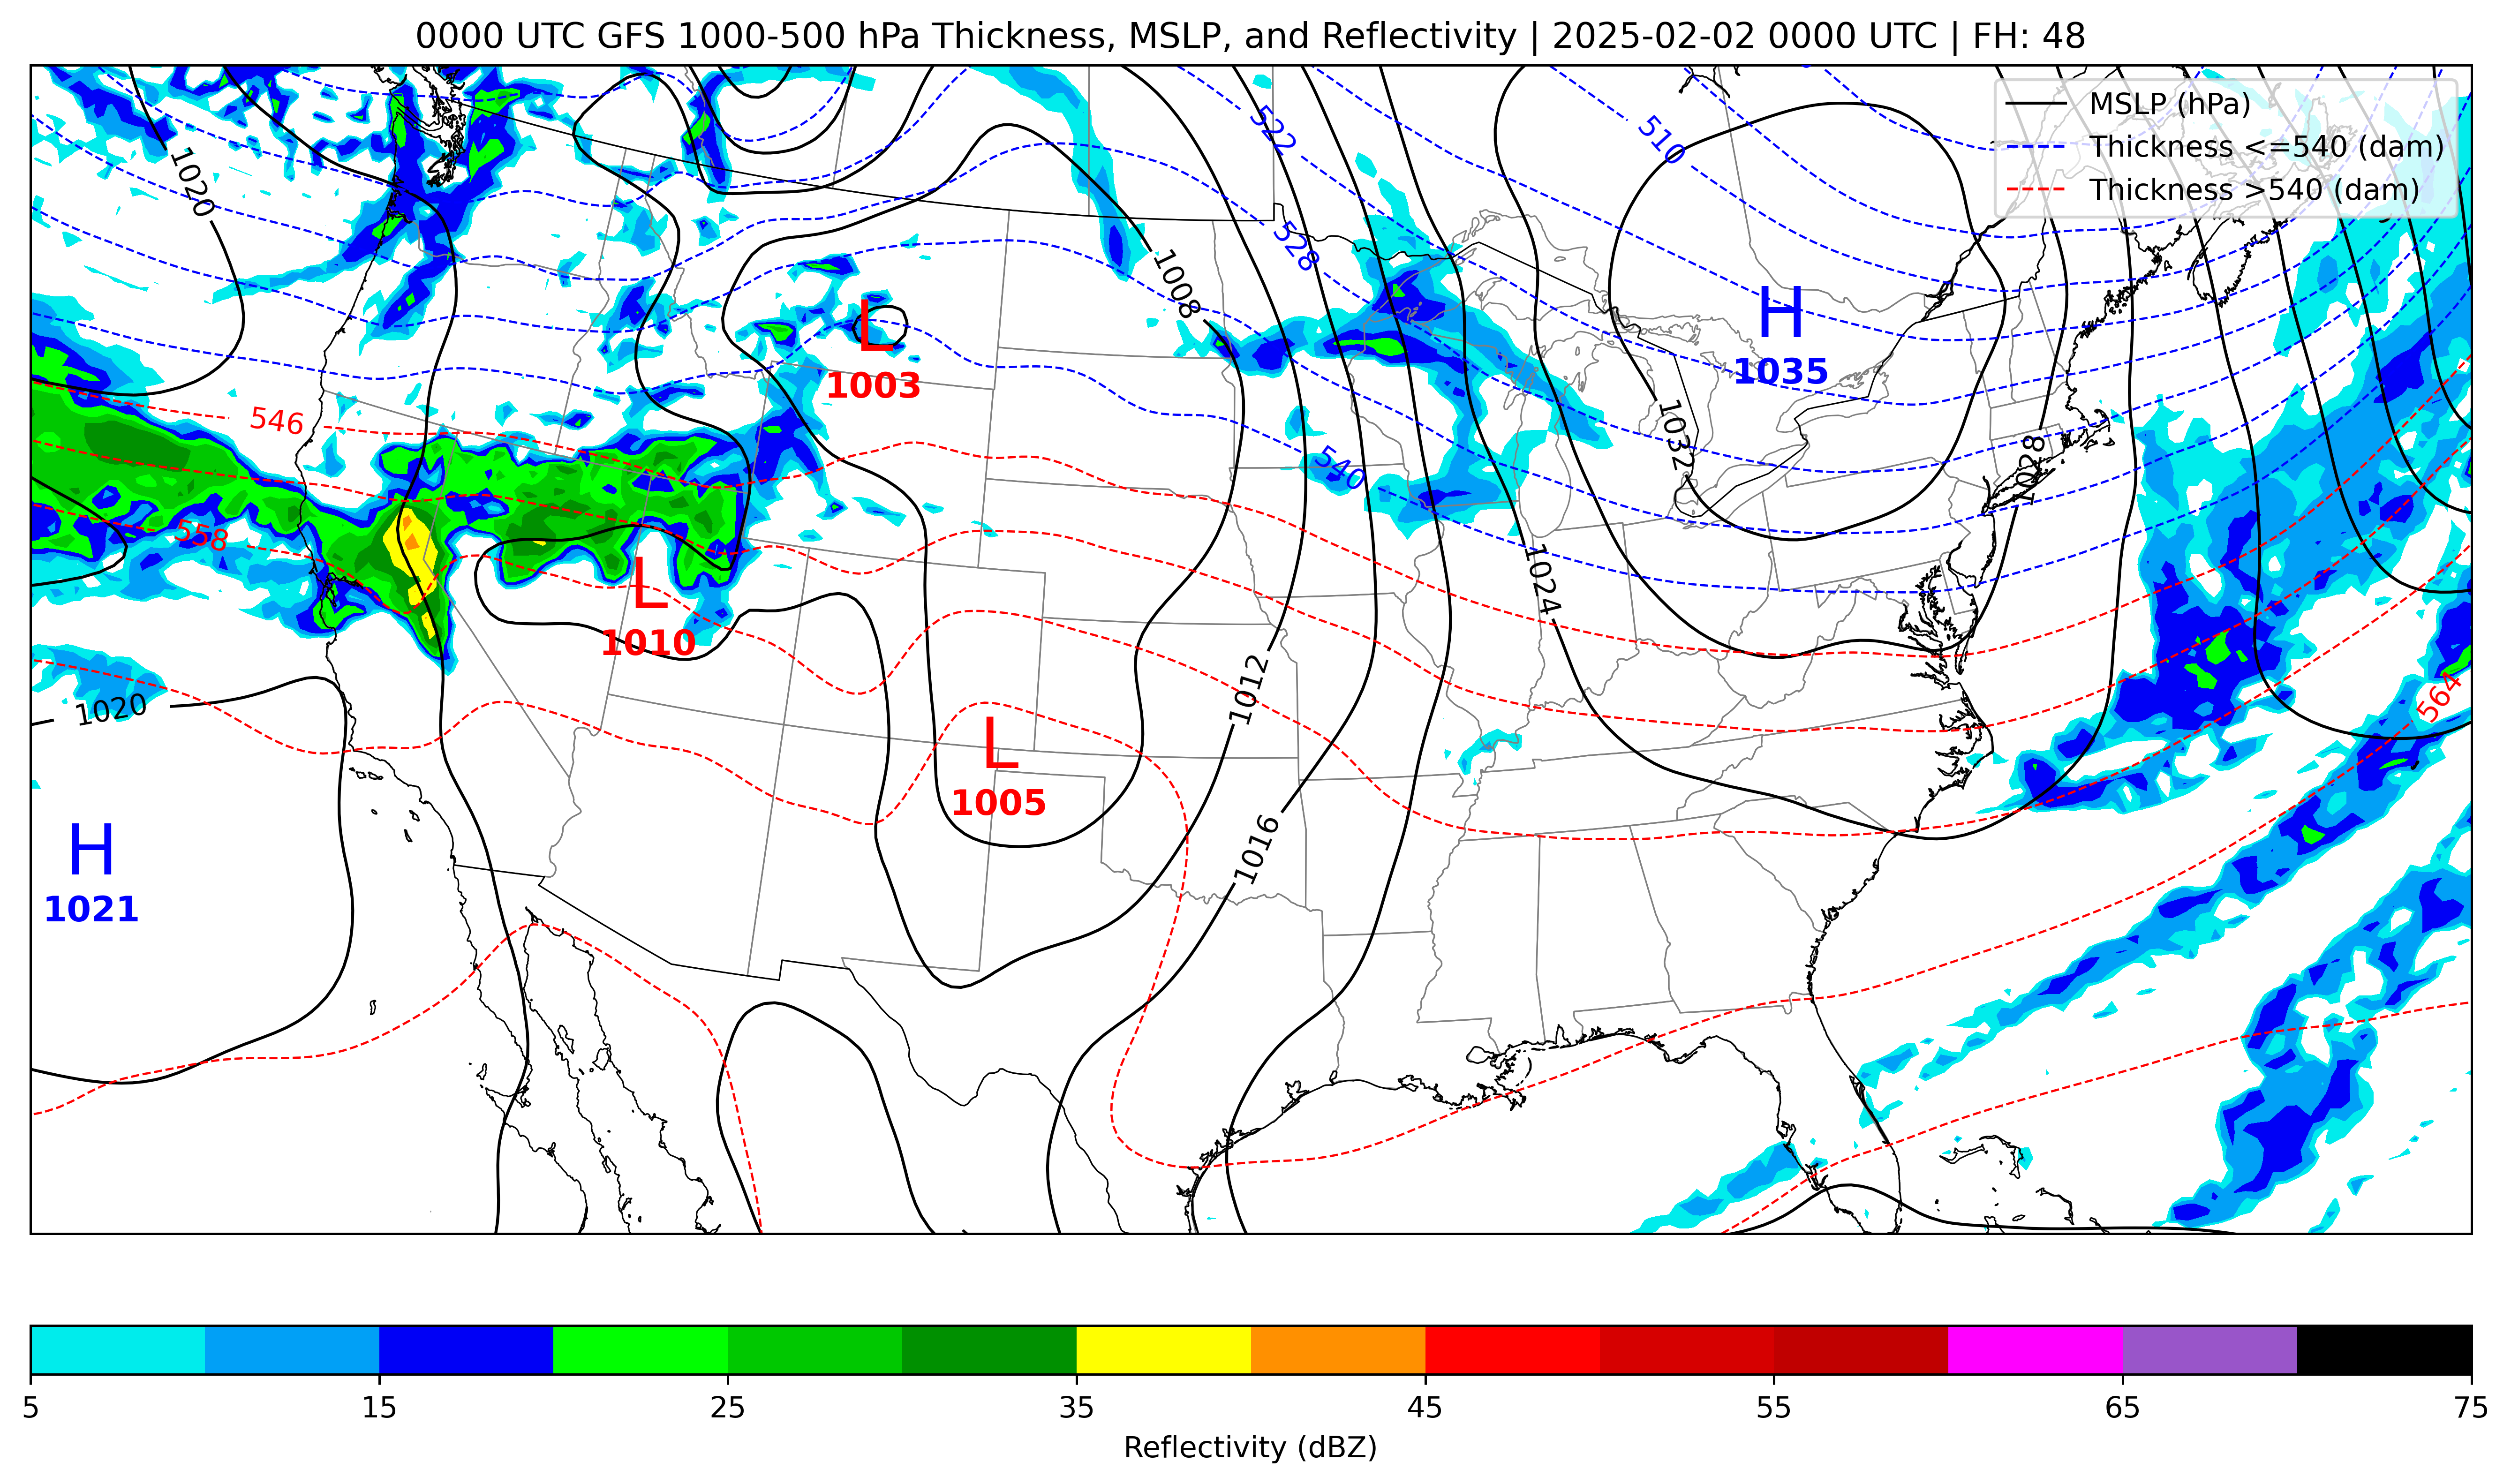 0000 UTC GFS 1000-500 hPa Thickness, MSLP, and Reflectivity | 2025-02-02 0000 UTC | FH: 48
MSLP (hPa)
Thickness <=540 (dam)
Thickness >540 (dam)
522
510
1020
528
1008
H
1035
L
1003
546
1032
540
1028
558
1024
L
1010
1012
564
1020
L
1005
1016
H
1021
5 15 25 35 45 55 65 75
Reflectivity (dBZ)